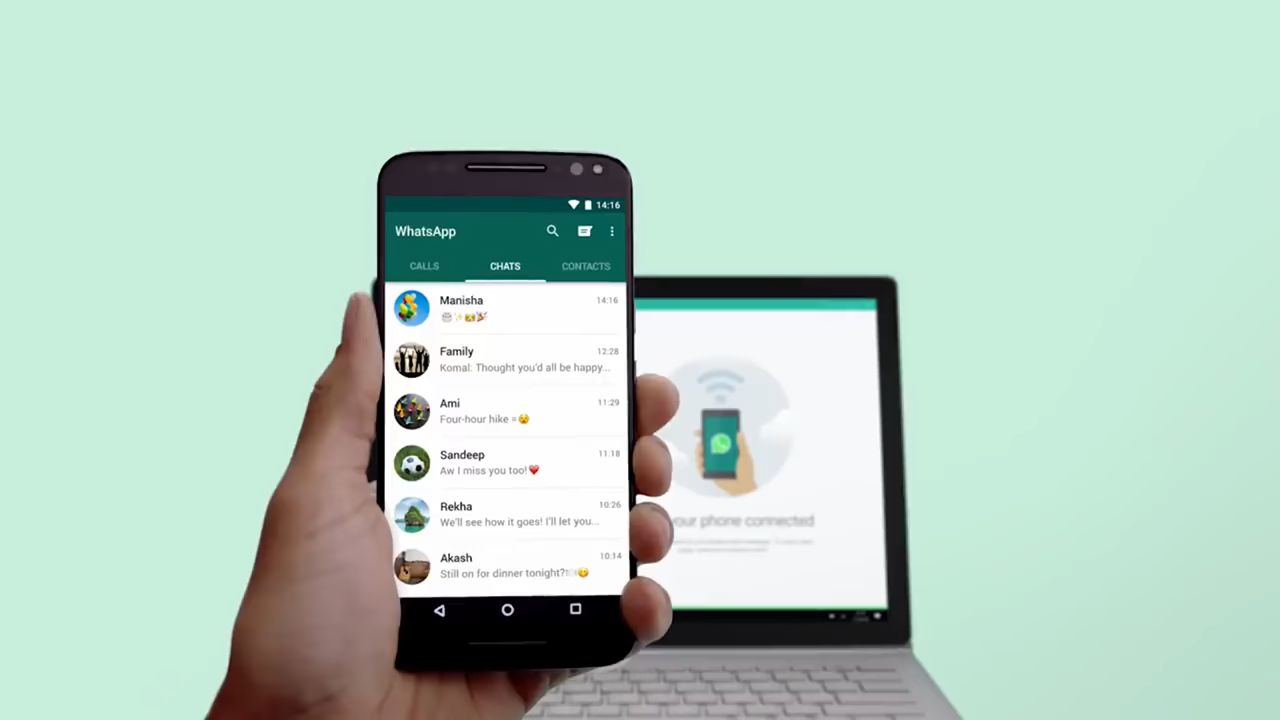 14:16
WhatsApp
CALLS CHATS CONTACTS
Manisha 14:16
🎂✨👸🎉
Family 12:28
Komal: Thought you'd all be happy...
Ami 11:29
Four-hour hike = 😵
Sandeep 11:18
Aw I miss you too! ❤️
Rekha 10:26
We'll see how it goes! I'll let you...
Akash 10:14
Still on for dinner tonight?🍽😋
your phone connected